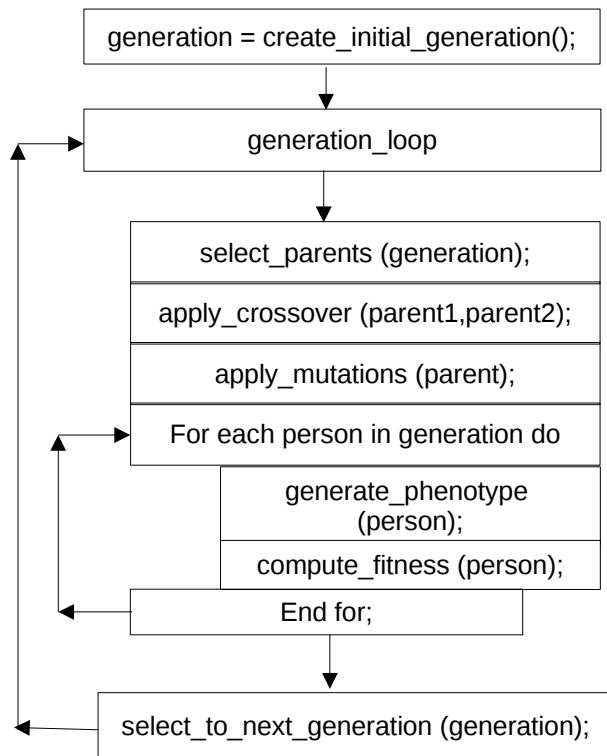 generation = create_initial_generation();
generation_loop
select_parents (generation);
apply_crossover (parent1,parent2);
apply_mutations (parent);
For each person in generation do
generate_phenotype
(person);
compute_fitness (person);
End for;
select_to_next_generation (generation);